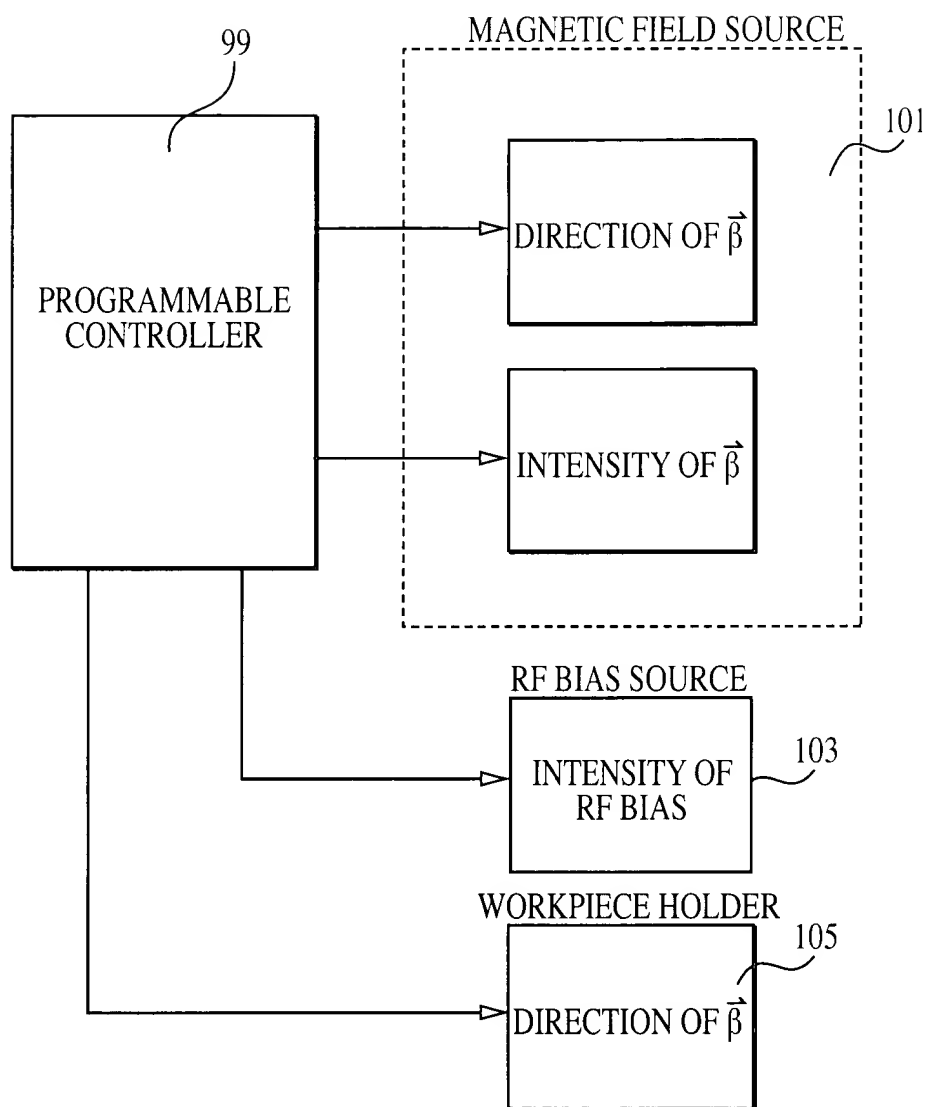 MAGNETIC FIELD SOURCE
99
101
DIRECTION OF β⃗
PROGRAMMABLE
CONTROLLER
INTENSITY OF β⃗
RF BIAS SOURCE
103
INTENSITY OF
RF BIAS
WORKPIECE HOLDER
105
DIRECTION OF β⃗